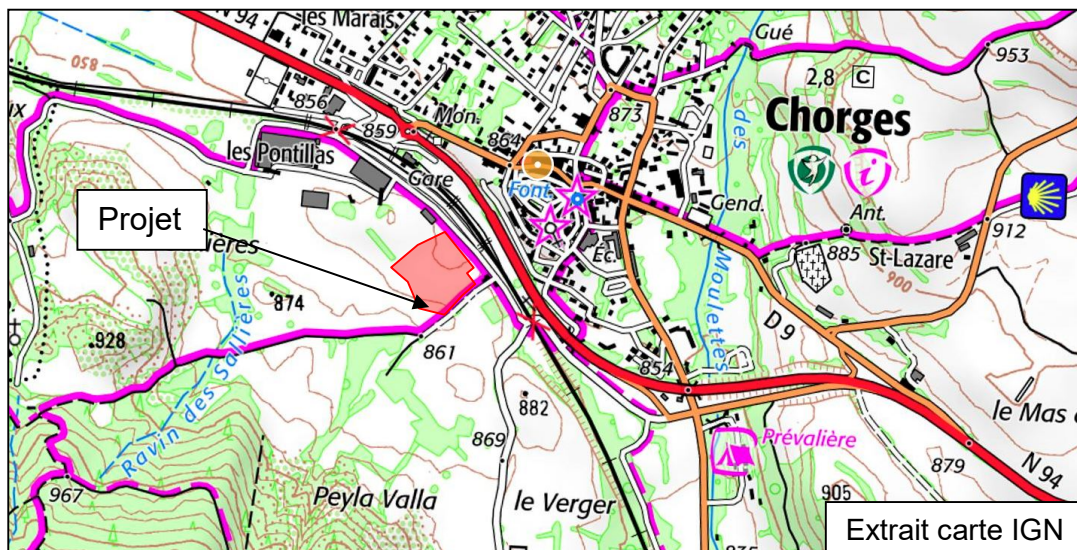 les Marais
N 94
Gué
953
850
2,8 C
856
873
Chorges
859
Mon.
864
les Pontillas
des
Font.
Gare
Gend.
i
Ant.
Projet
912
Ec.
885
St-Lazare
Moulettes
900
874
D 9
928
861
854
Ravin des Sallières
882
le Mas
869
Prévalière
879
967
N 94
Peyla Valla
le Verger
905
Extrait carte IGN